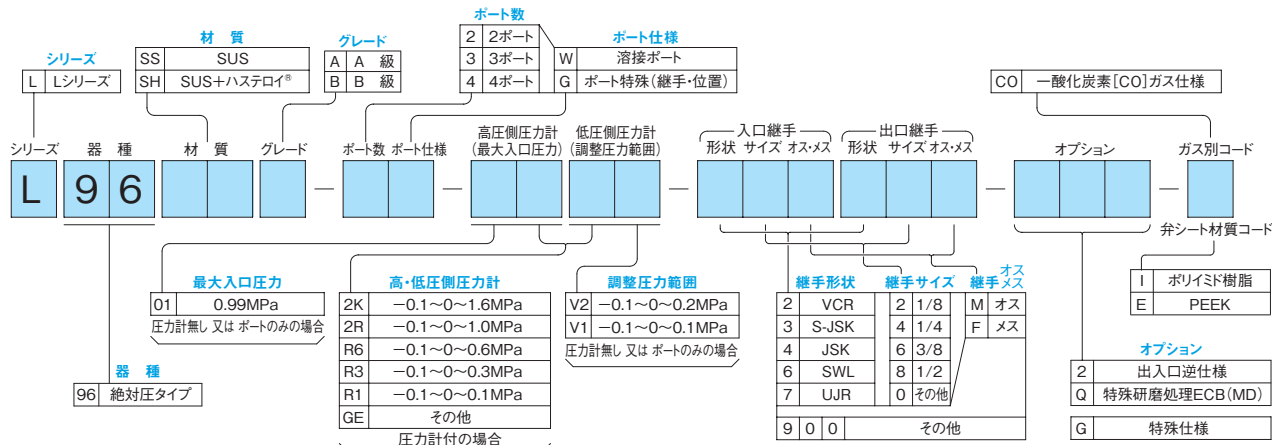 ポート数
2 2ポート
3 3ポート
4 4ポート
ポート仕様
W 溶接ポート
G ポート特殊(継手・位置)
材 質
SS SUS
SH SUS+ハステロイ®
グレード
A A 級
B B 級
シリーズ
L Lシリーズ
CO 一酸化炭素[CO]ガス仕様
シリーズ 器 種 材 質 グレード ポート数 ポート仕様
高圧側圧力計
(最大入口圧力)
低圧側圧力計
(調整圧力範囲)
入口継手
形状 サイズ オス・メス
出口継手
形状 サイズ オス・メス
オプション
ガス別コード
L 9 6 — — — — —
弁シート材質コード
I ポリイミド樹脂
E PEEK
最大入口圧力
01 0.99MPa
圧力計無し 又は ポートのみの場合
器 種
96 絶対圧タイプ
高・低圧側圧力計
2K −0.1〜0〜1.6MPa
2R −0.1〜0〜1.0MPa
R6 −0.1〜0〜0.6MPa
R3 −0.1〜0〜0.3MPa
R1 −0.1〜0〜0.1MPa
GE その他
圧力計付の場合
調整圧力範囲
V2 −0.1〜0〜0.2MPa
V1 −0.1〜0〜0.1MPa
圧力計無し 又は ポートのみの場合
継手形状
2 VCR
3 S-JSK
4 JSK
6 SWL
7 UJR
継手サイズ
2 1/8
4 1/4
6 3/8
8 1/2
0 その他
継手 オス メス
M オス
F メス
9 0 0 その他
オプション
2 出入口逆仕様
Q 特殊研磨処理ECB(MD)
G 特殊仕様